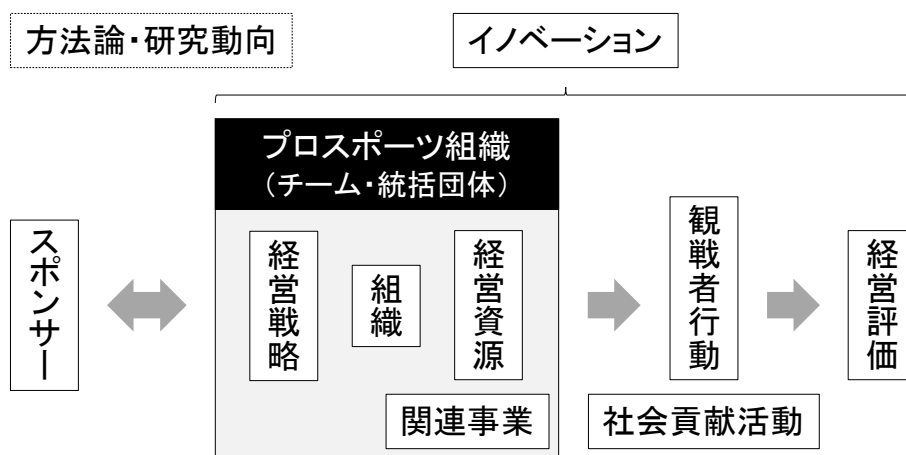 方法論・研究動向
イノベーション
プロスポーツ組織
（チーム・統括団体）
スポンサー
経営戦略
組織
経営資源
観戦者行動
経営評価
関連事業
社会貢献活動